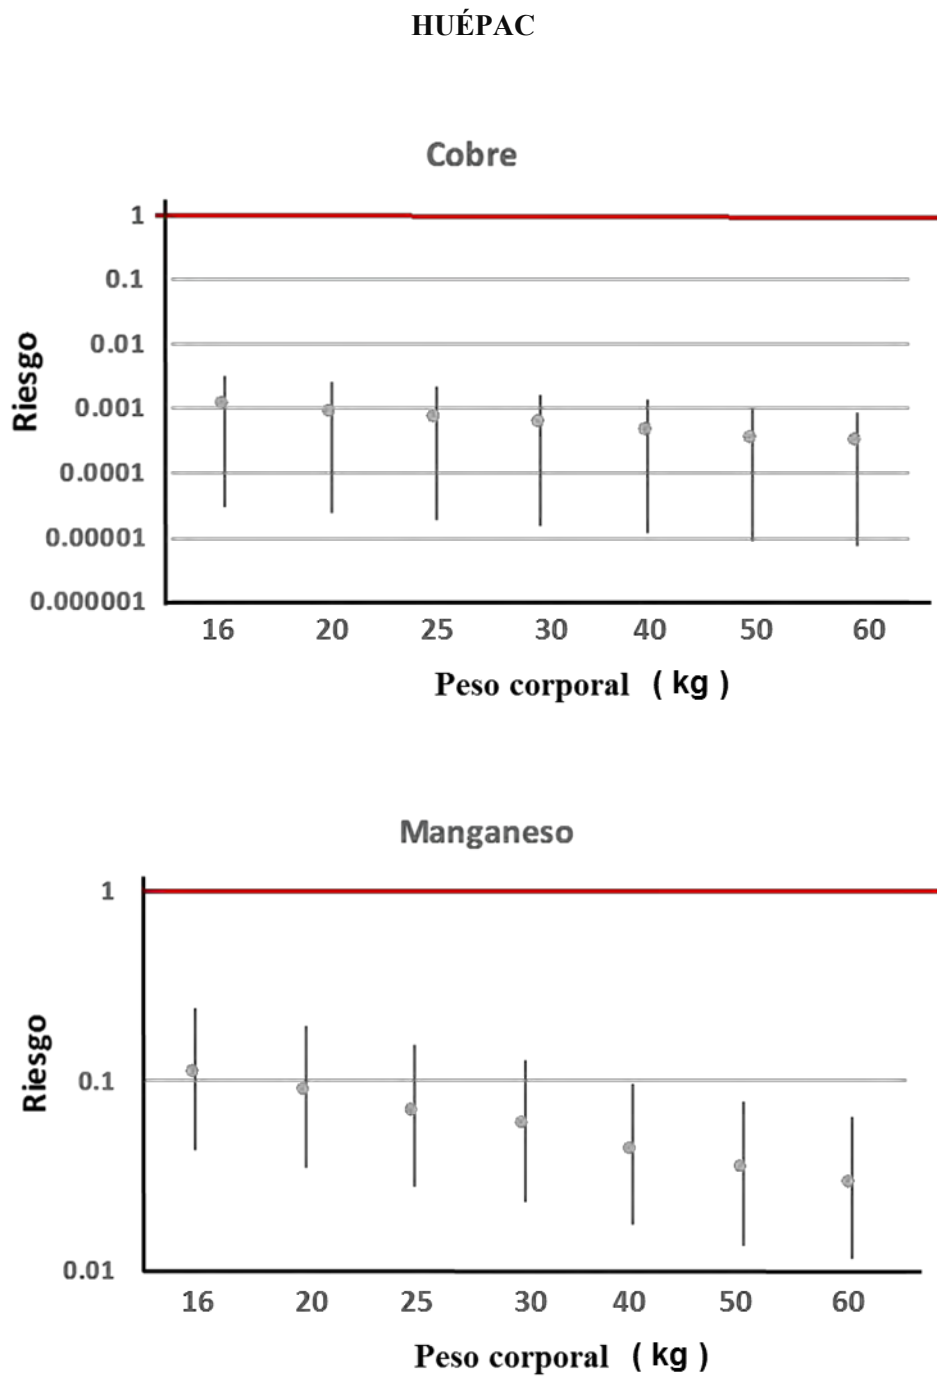 HUÉPAC
Cobre
1
0.1
0.01
0.001
0.0001
0.00001
0.000001
Riesgo
16 20 25 30 40 50 60
Peso corporal ( kg )
Manganeso
1
0.1
0.01
Riesgo
16 20 25 30 40 50 60
Peso corporal ( kg )